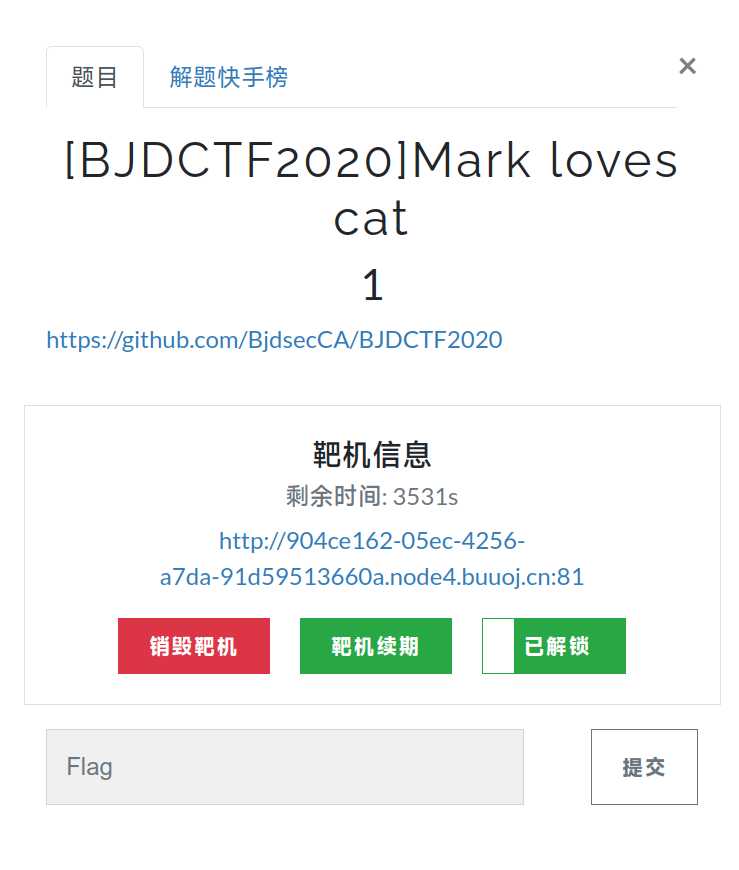 题目 解题快手榜 ×
[BJDCTF2020]Mark loves
cat
1
https://github.com/BjdsecCA/BJDCTF2020
靶机信息
剩余时间: 3531s
http://904ce162-05ec-4256-
a7da-91d59513660a.node4.buuoj.cn:81
销毁靶机 靶机续期 已解锁
Flag 提交